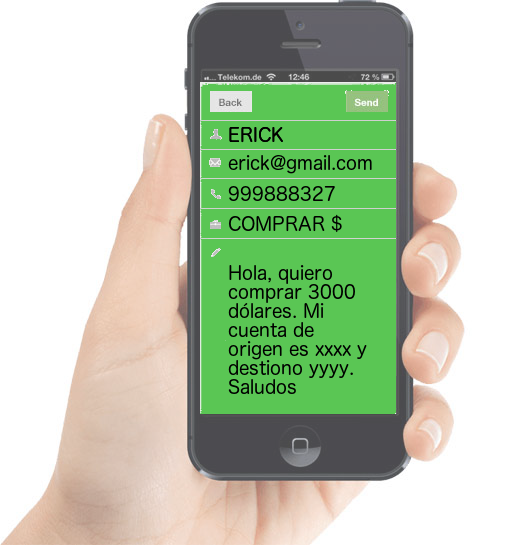 Telekom.de 12:46 72 %
Back Send
ERICK
erick@gmail.com
999888327
COMPRAR $
Hola, quiero
comprar 3000
dólares. Mi
cuenta de
origen es xxxx y
destiono yyyy.
Saludos